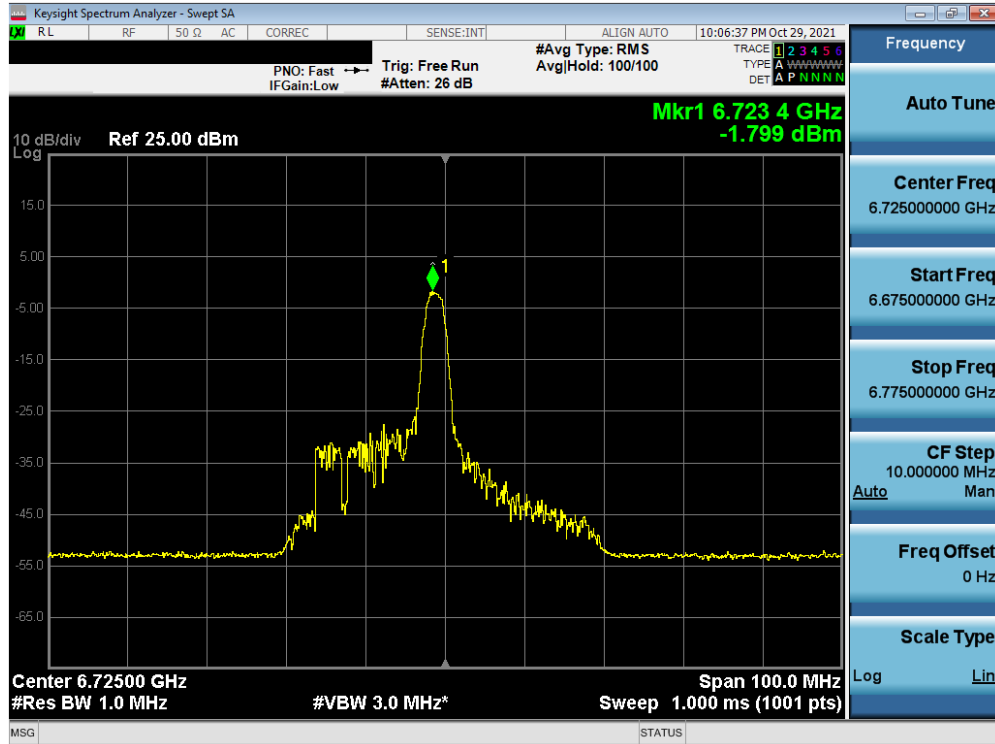 Keysight Spectrum Analyzer - Swept SA
LXI RL RF 50 Ω AC CORREC SENSE:INT ALIGN AUTO 10:06:37 PM Oct 29, 2021
Frequency
PNO: Fast
IFGain:Low
Trig: Free Run
#Atten: 26 dB
#Avg Type: RMS
Avg|Hold: 100/100
TRACE 1 2 3 4 5 6
TYPE A WWWWW
DET A P N N N N
Mkr1 6.723 4 GHz
-1.799 dBm
10 dB/div Ref 25.00 dBm
Log
15.0
5.00
-5.00
-15.0
-25.0
-35.0
-45.0
-55.0
-65.0
1
Center 6.72500 GHz Span 100.0 MHz
#Res BW 1.0 MHz #VBW 3.0 MHz* Sweep 1.000 ms (1001 pts)
MSG STATUS
Auto Tune
Center Freq
6.725000000 GHz
Start Freq
6.675000000 GHz
Stop Freq
6.775000000 GHz
CF Step
10.000000 MHz
Auto Man
Freq Offset
0 Hz
Scale Type
Log Lin